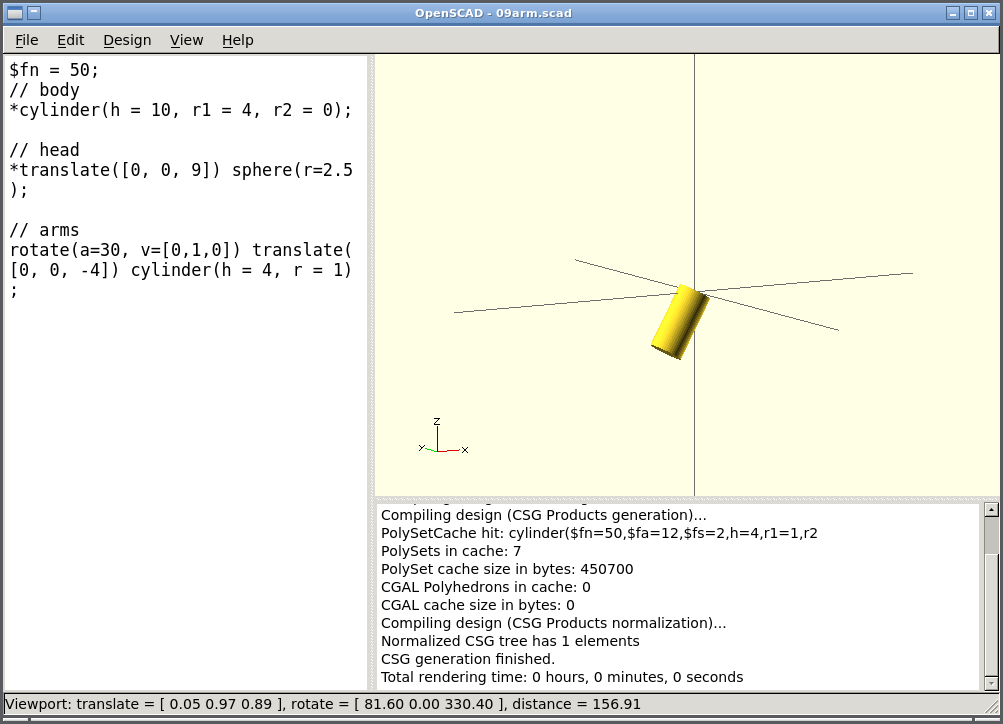 OpenSCAD - 09arm.scad
File Edit Design View Help
$fn = 50;
// body
*cylinder(h = 10, r1 = 4, r2 = 0);
// head
*translate([0, 0, 9]) sphere(r=2.5
);
// arms
rotate(a=30, v=[0,1,0]) translate(
[0, 0, -4]) cylinder(h = 4, r = 1)
;
Z
Y
X
Compiling design (CSG Products generation)...
PolySetCache hit: cylinder($fn=50,$fa=12,$fs=2,h=4,r1=1,r2
PolySets in cache: 7
PolySet cache size in bytes: 450700
CGAL Polyhedrons in cache: 0
CGAL cache size in bytes: 0
Compiling design (CSG Products normalization)...
Normalized CSG tree has 1 elements
CSG generation finished.
Total rendering time: 0 hours, 0 minutes, 0 seconds
Viewport: translate = [ 0.05 0.97 0.89 ], rotate = [ 81.60 0.00 330.40 ], distance = 156.91